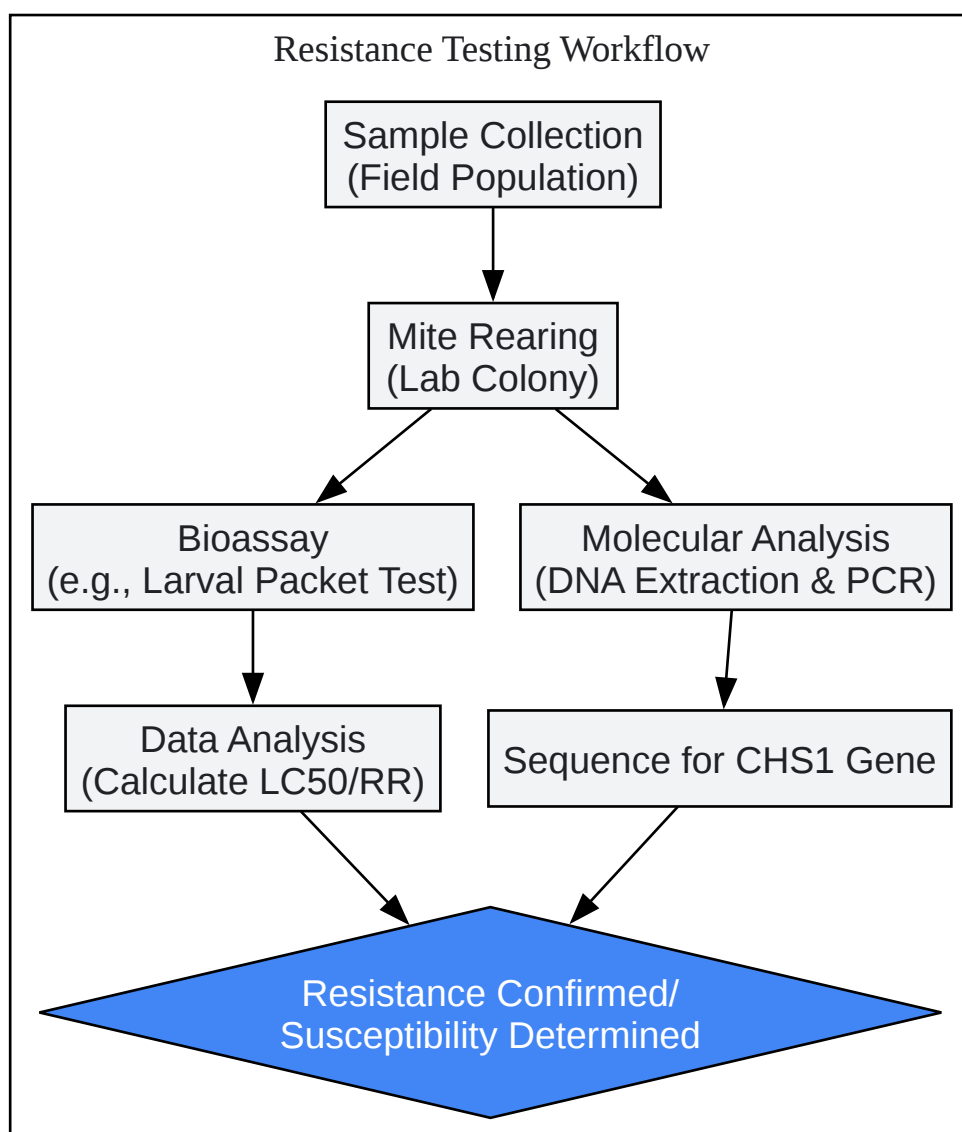 Resistance Testing Workflow
Sample Collection
(Field Population)
Mite Rearing
(Lab Colony)
Bioassay
(e.g., Larval Packet Test)
Molecular Analysis
(DNA Extraction & PCR)
Data Analysis
(Calculate LC50/RR)
Sequence for CHS1 Gene
Resistance Confirmed/
Susceptibility Determined